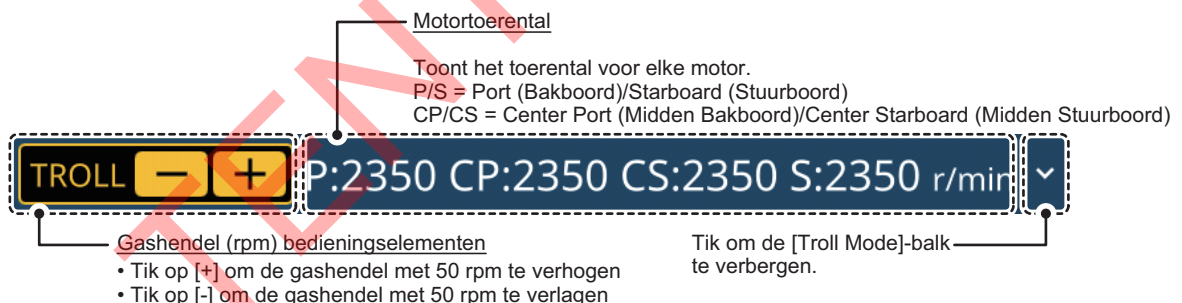 Motortoerental
Toont het toerental voor elke motor.
P/S = Port (Bakboord)/Starboard (Stuurboord)
CP/CS = Center Port (Midden Bakboord)/Center Starboard (Midden Stuurboord)
TROLL − + P:2350 CP:2350 CS:2350 S:2350 r/min
Gashendel (rpm) bedieningselementen
• Tik op [+] om de gashendel met 50 rpm te verhogen
• Tik op [-] om de gashendel met 50 rpm te verlagen
Tik om de [Troll Mode]-balk
te verbergen.